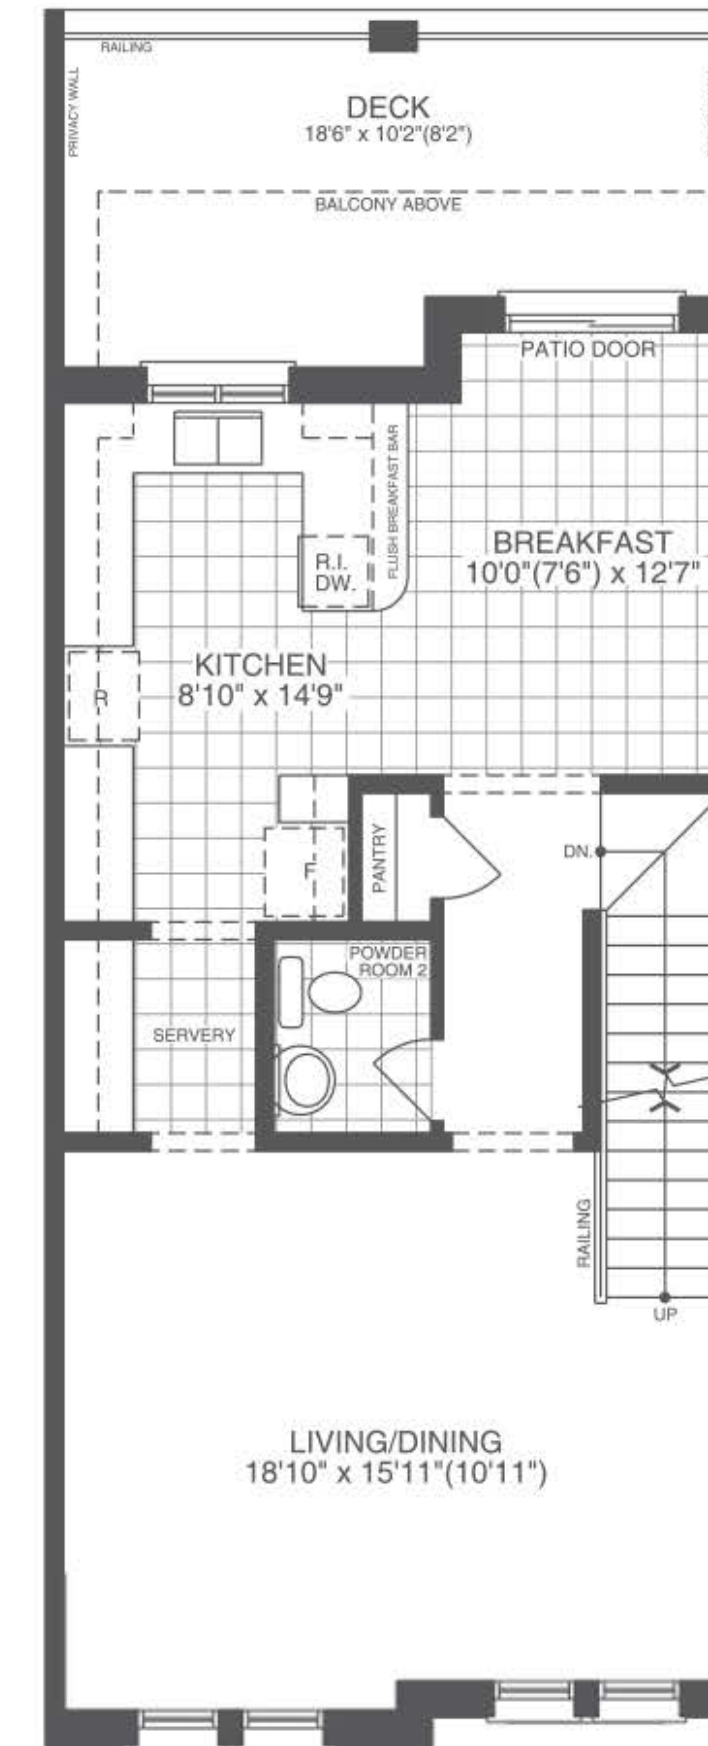 RAILING
PRIVACY WALL
DECK
18'6" x 10'2"(8'2")
BALCONY ABOVE
PATIO DOOR
FLUSH BREAKFAST BAR
BREAKFAST
10'0"(7'6") x 12'7"
R.I.
DW.
KITCHEN
8'10" x 14'9"
R
F
PANTRY
DN.
POWDER
ROOM 2
SERVERY
RAILING
UP
LIVING/DINING
18'10" x 15'11"(10'11")